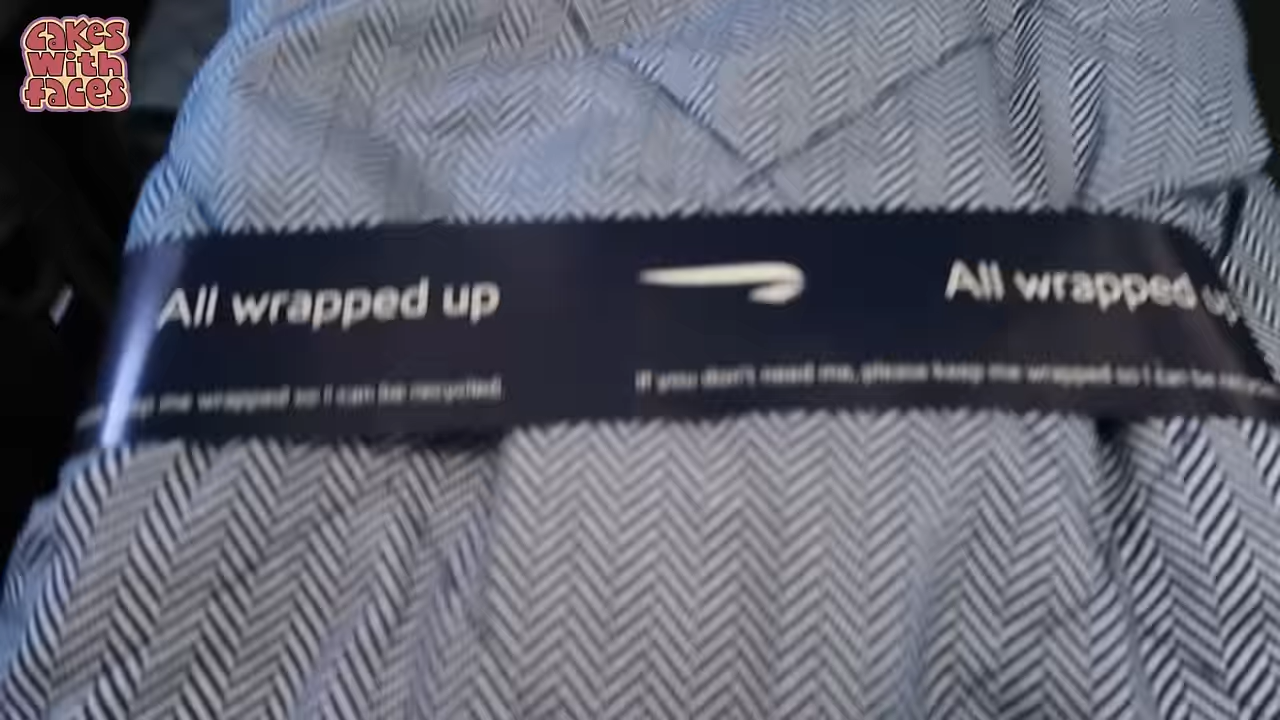 cakes
with
faces
All wrapped up
All wrapped up
me wrapped so I can be recycled.
If you don't need me, please keep me wrapped so I can be